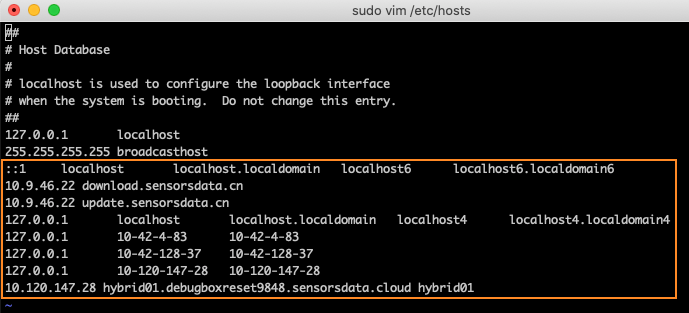 sudo vim /etc/hosts
##
# Host Database
#
# localhost is used to configure the loopback interface
# when the system is booting.  Do not change this entry.
##
127.0.0.1       localhost
255.255.255.255 broadcasthost
::1     localhost       localhost.localdomain   localhost6      localhost6.localdomain6
10.9.46.22 download.sensorsdata.cn
10.9.46.22 update.sensorsdata.cn
127.0.0.1       localhost       localhost.localdomain   localhost4      localhost4.localdomain4
127.0.0.1       10-42-4-83      10-42-4-83
127.0.0.1       10-42-128-37    10-42-128-37
127.0.0.1       10-120-147-28   10-120-147-28
10.120.147.28 hybrid01.debugboxreset9848.sensorsdata.cloud hybrid01
~